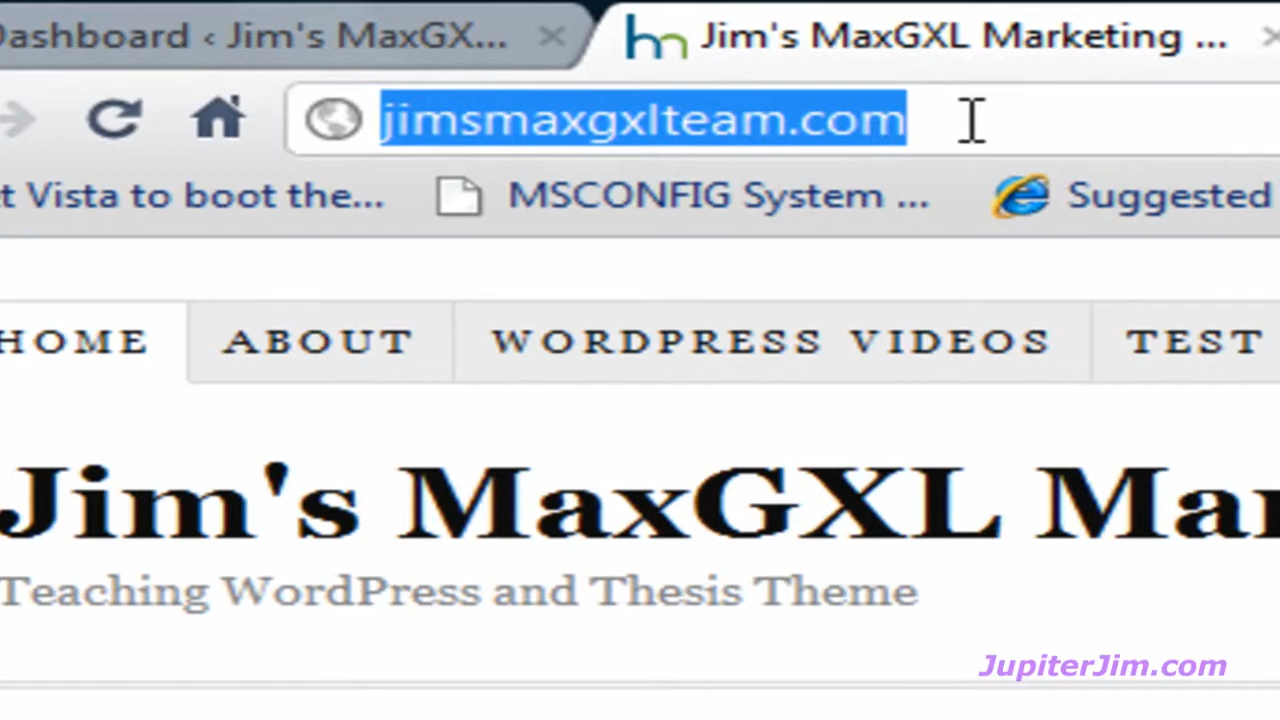 Dashboard ‹ Jim's MaxGX...
Jim's MaxGXL Marketing ...
jimsmaxgxlteam.com
t Vista to boot the...
MSCONFIG System ...
Suggested
HOME
ABOUT
WORDPRESS VIDEOS
TEST
Jim's MaxGXL Mar
Teaching WordPress and Thesis Theme
JupiterJim.com